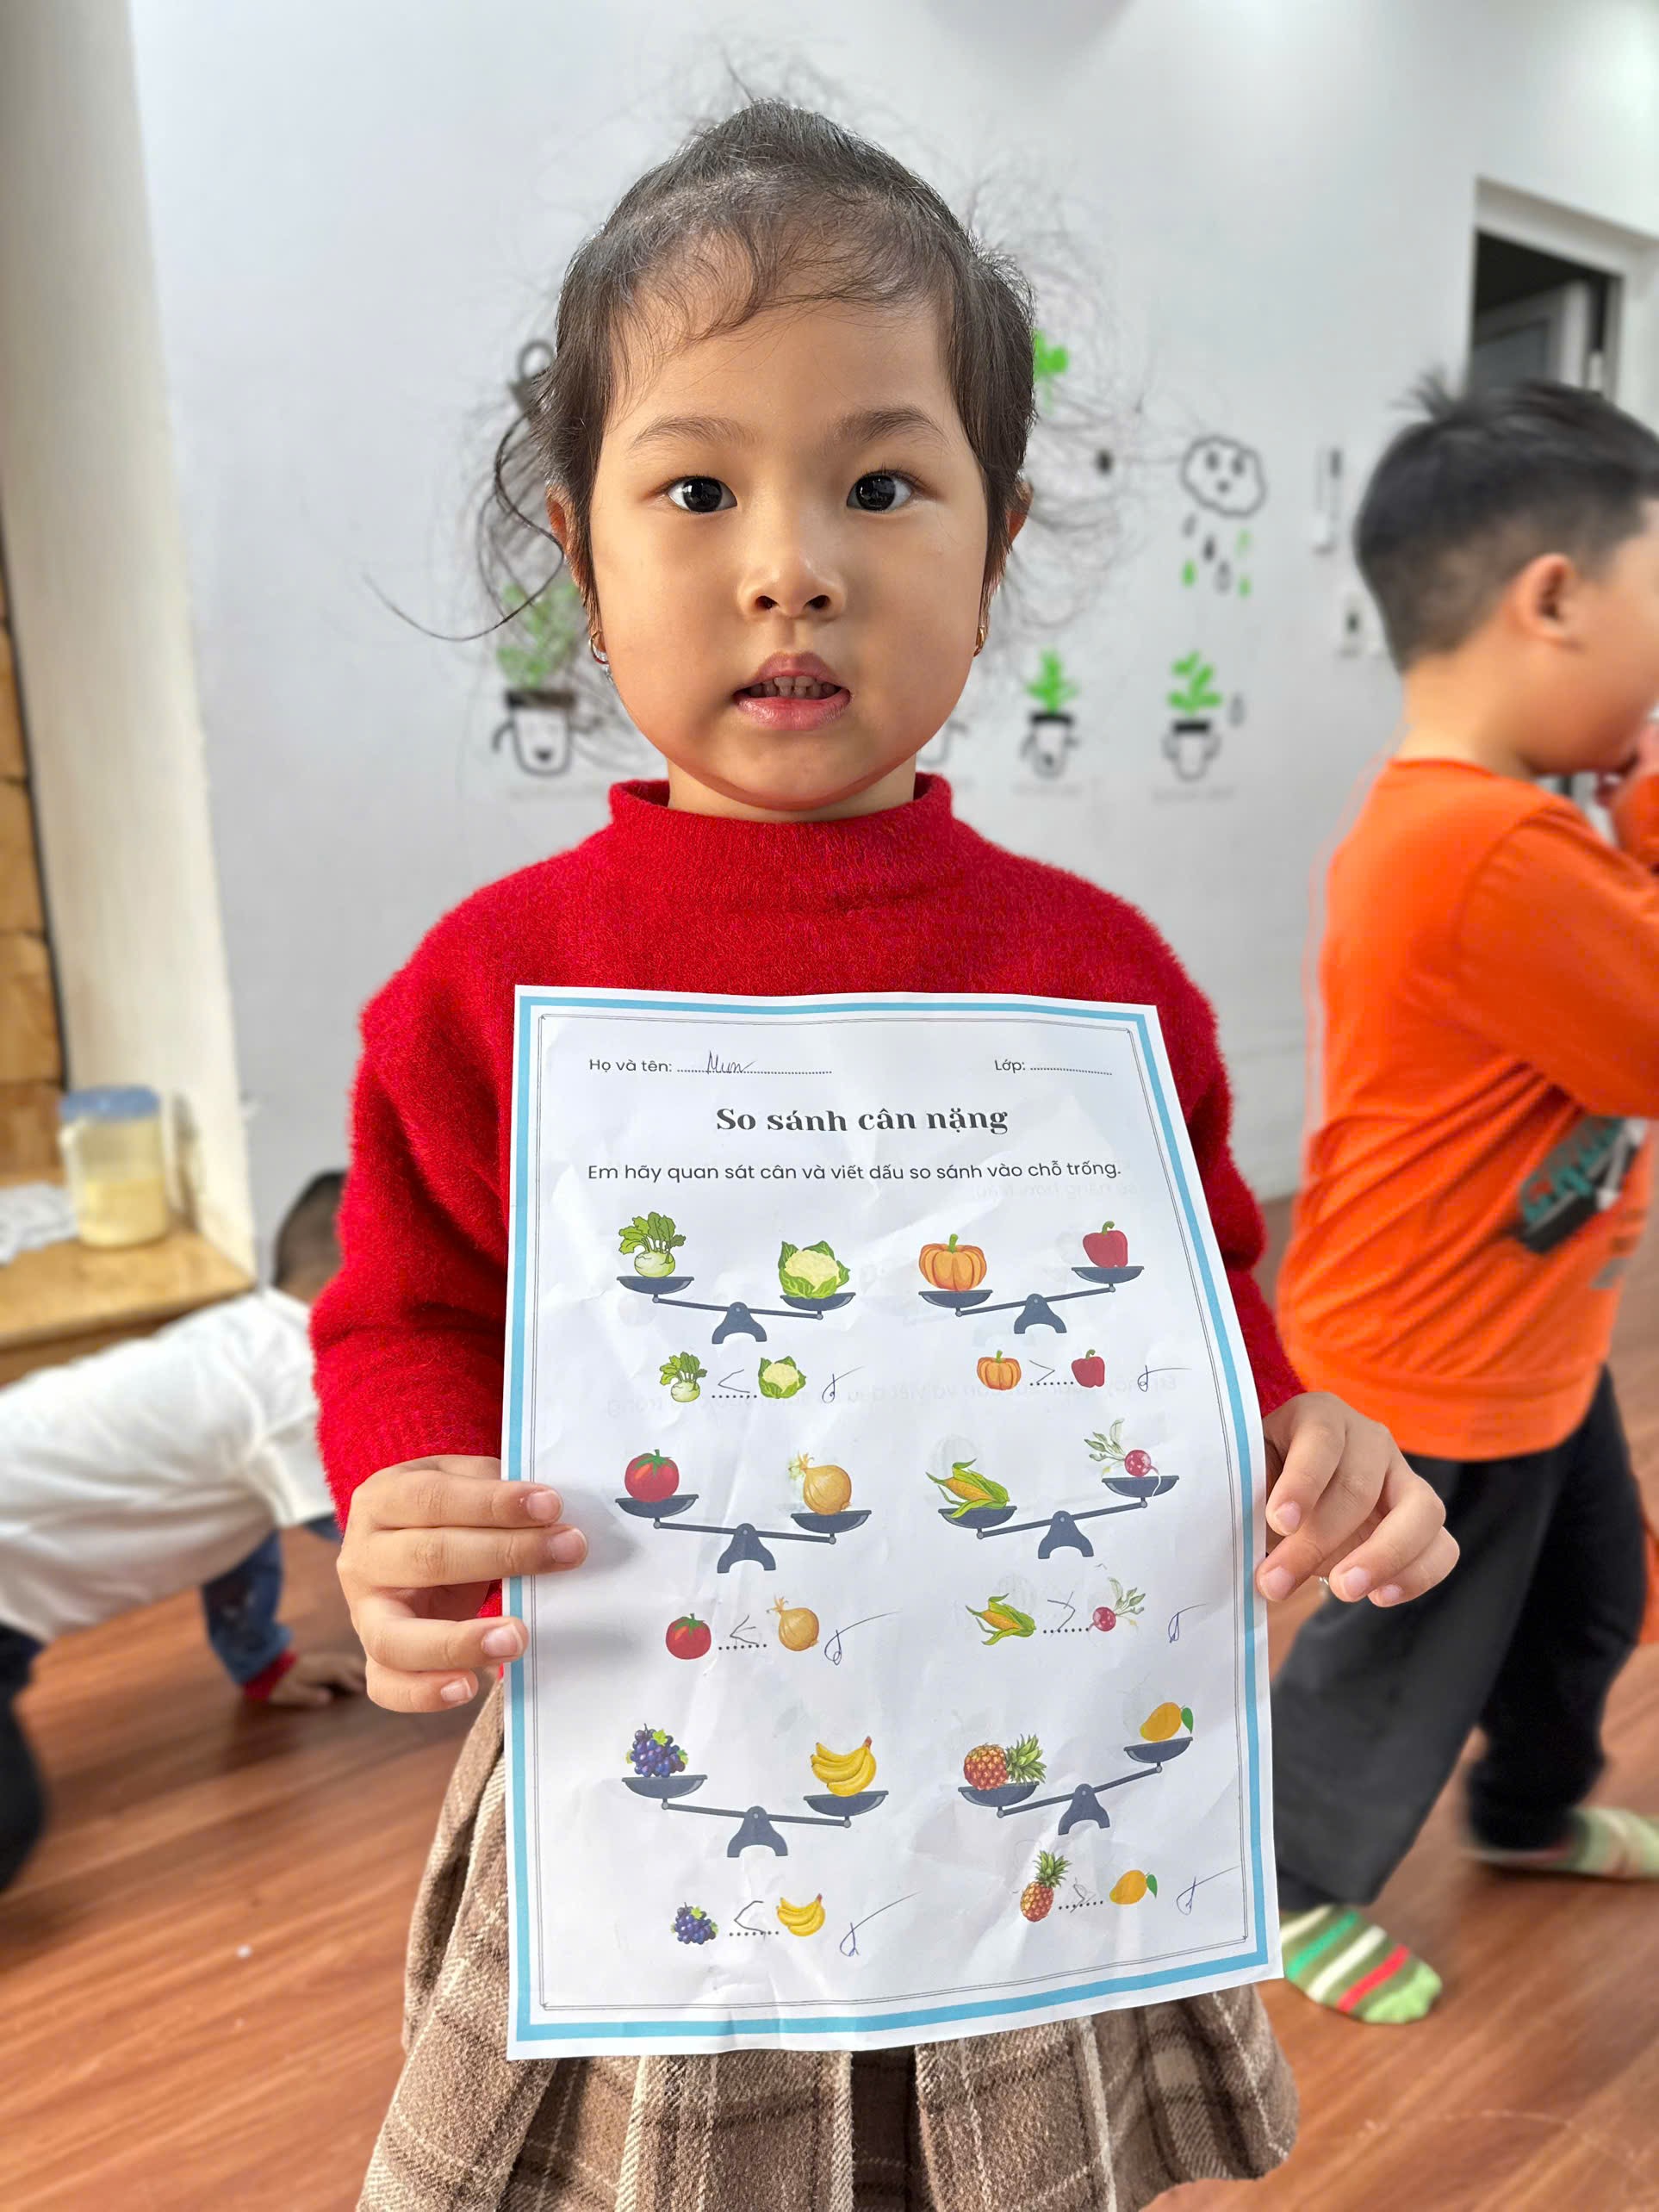 Họ và tên: ........Mun........................ Lớp: ........................
So sánh cân nặng
Em hãy quan sát cân và viết dấu so sánh vào chỗ trống.
< >
< >
< >